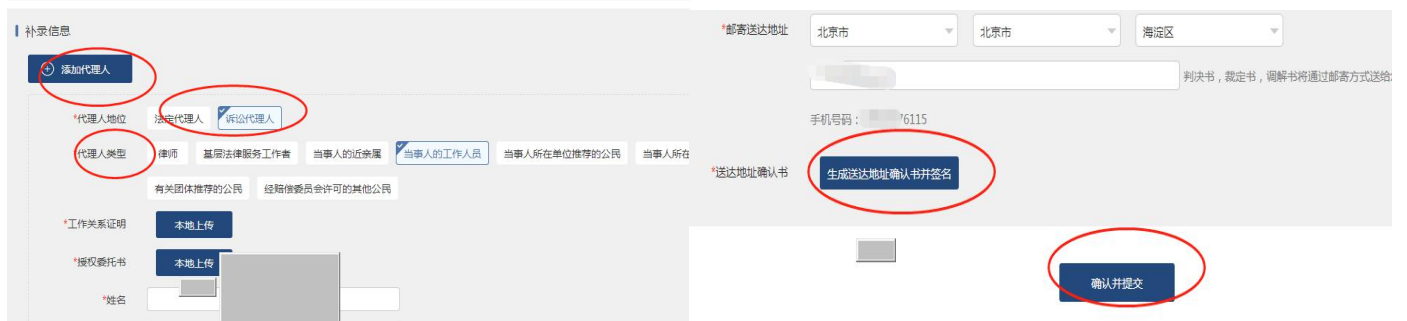 补录信息
添加代理人
*代理人地位 法定代理人 诉讼代理人
*代理人类型 律师 基层法律服务工作者 当事人的近亲属 当事人的工作人员 当事人所在单位推荐的公民 当事人所在
有关团体推荐的公民 经赔偿委员会许可的其他公民
*工作关系证明 本地上传
*授权委托书 本地上传
*姓名
*邮寄送达地址 北京市 北京市 海淀区
判决书，裁定书，调解书将通过邮寄方式送给
手机号码： 6115
*送达地址确认书 生成送达地址确认书并签名
确认并提交